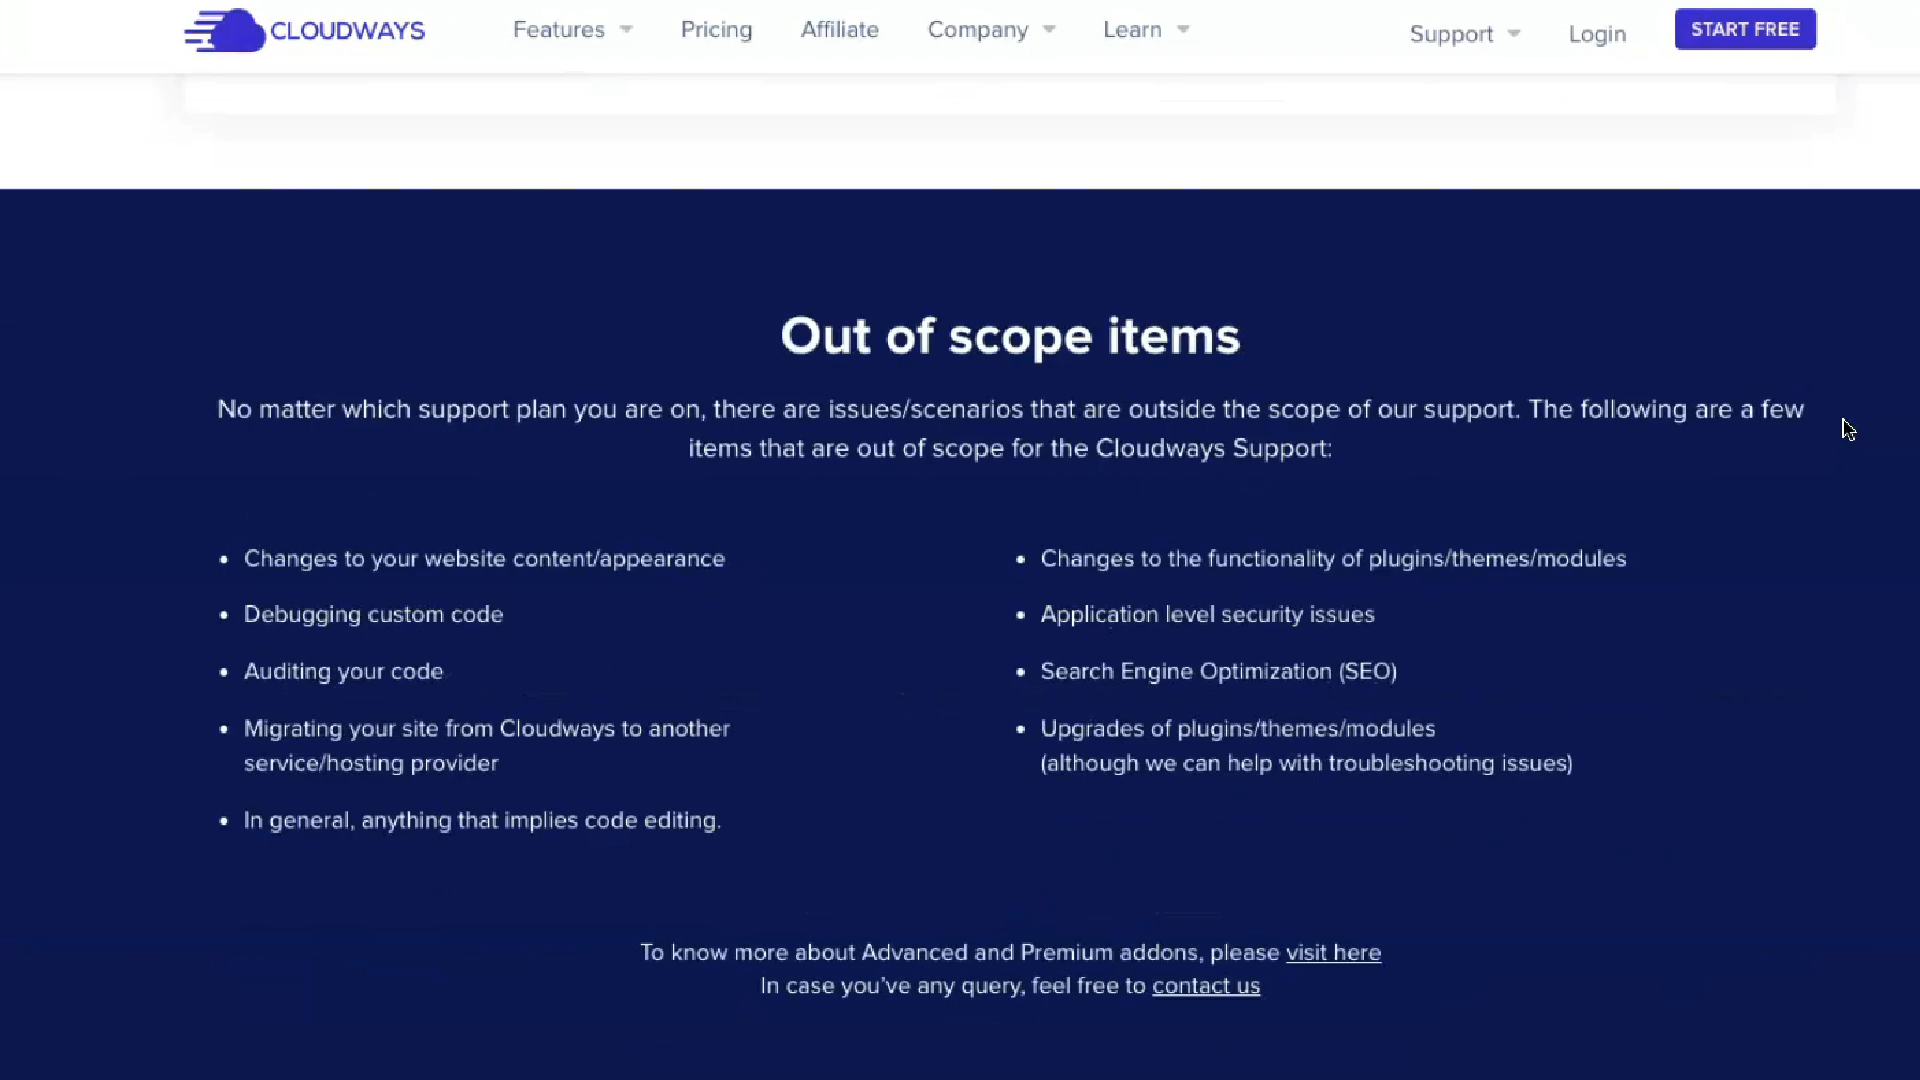 CLOUDWAYS
Features
Pricing
Affiliate
Company
Learn
Support
Login
START FREE
Out of scope items
No matter which support plan you are on, there are issues/scenarios that are outside the scope of our support. The following are a few
items that are out of scope for the Cloudways Support:
• Changes to your website content/appearance
• Debugging custom code
• Auditing your code
• Migrating your site from Cloudways to another
service/hosting provider
• In general, anything that implies code editing.
• Changes to the functionality of plugins/themes/modules
• Application level security issues
• Search Engine Optimization (SEO)
• Upgrades of plugins/themes/modules
(although we can help with troubleshooting issues)
To know more about Advanced and Premium addons, please visit here
In case you’ve any query, feel free to contact us